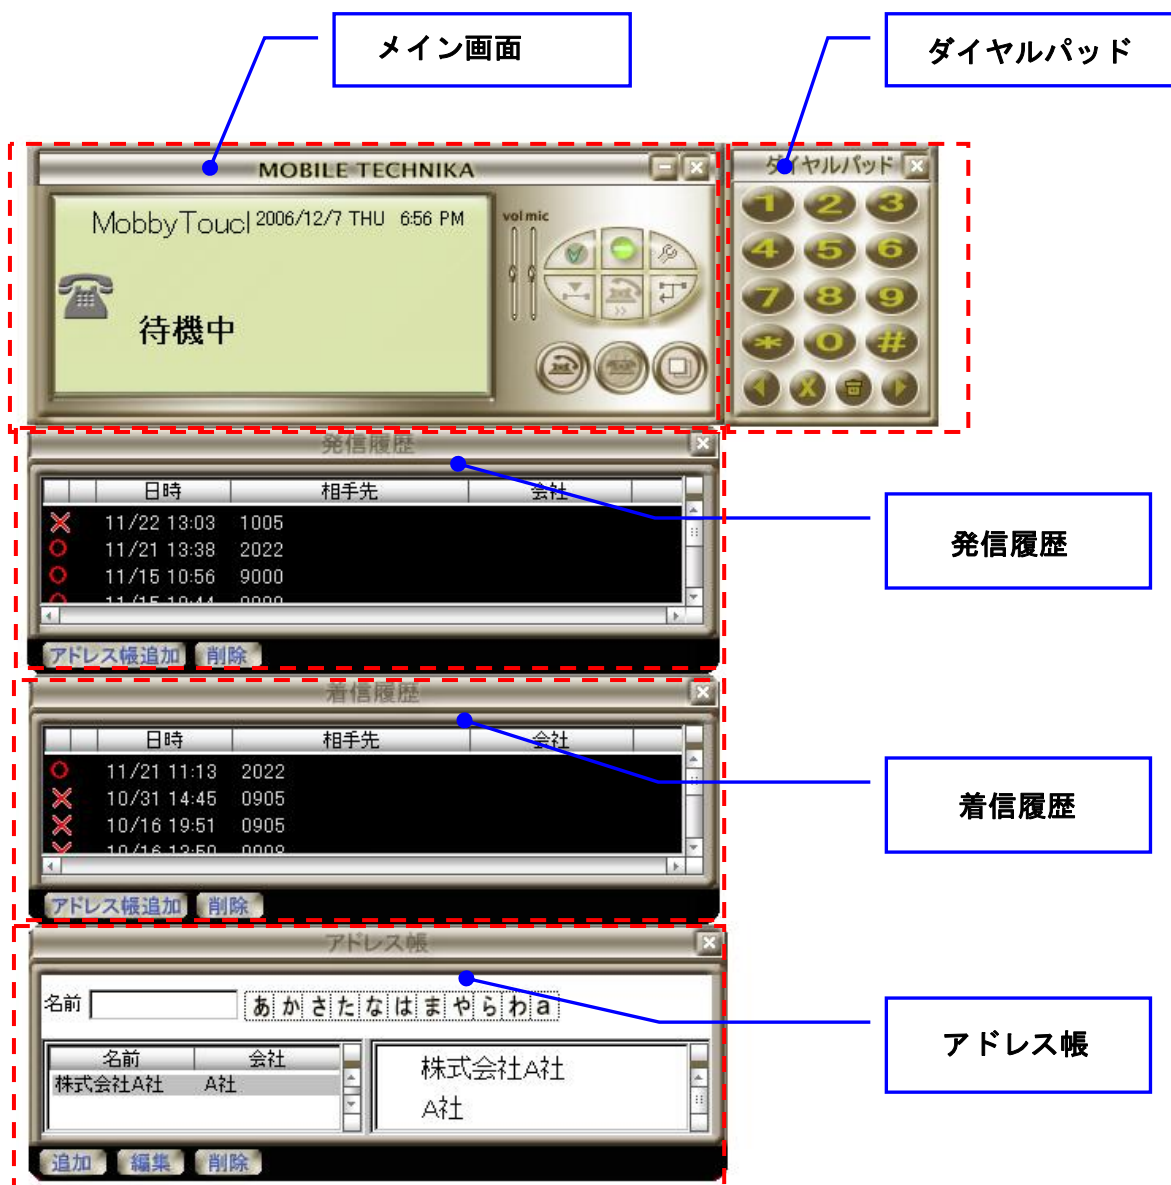 メイン画面
ダイヤルパッド
MOBILE TECHNIKA
ダイヤルパッド
MobbyTouc
2006/12/7 THU 6:56 PM
vol mic
待機中
1 2 3
4 5 6
7 8 9
* 0 #
X
発信履歴
日時 相手先 会社
11/22 13:03 1005
11/21 13:38 2022
11/15 10:56 9000
アドレス帳追加 削除
発信履歴
着信履歴
日時 相手先 会社
11/21 11:13 2022
10/31 14:45 0905
10/16 19:51 0905
アドレス帳追加 削除
着信履歴
アドレス帳
名前
あ か さ た な は ま や ら わ a
名前 会社
株式会社A社 A社
株式会社A社
A社
追加 編集 削除
アドレス帳